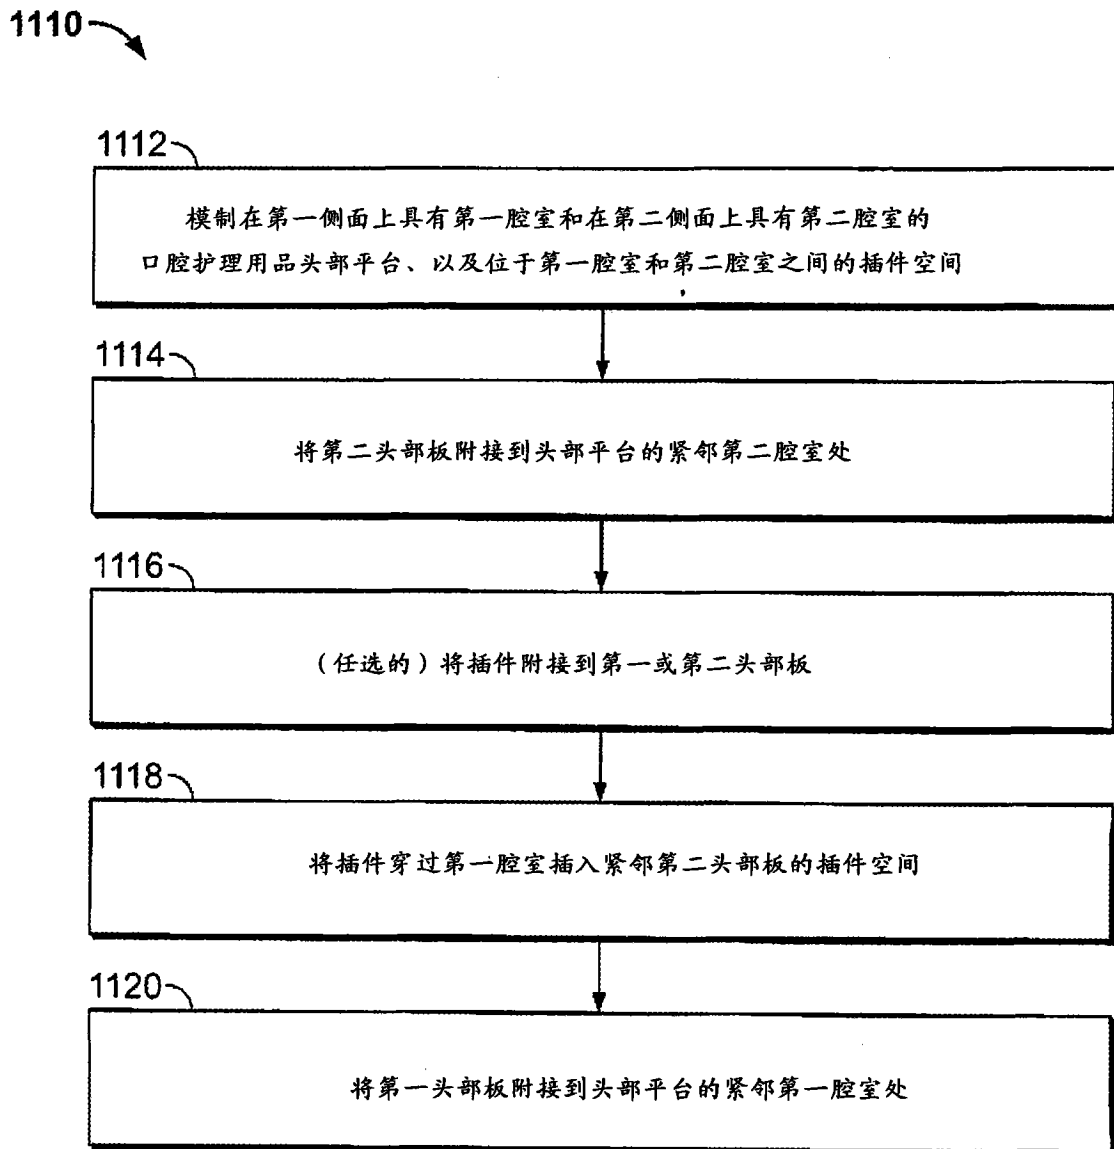 1110
1112
模制在第一侧面上具有第一腔室和在第二侧面上具有第二腔室的
口腔护理用品头部平台、以及位于第一腔室和第二腔室之间的插件空间
1114
将第二头部板附接到头部平台的紧邻第二腔室处
1116
（任选的）将插件附接到第一或第二头部板
1118
将插件穿过第一腔室插入紧邻第二头部板的插件空间
1120
将第一头部板附接到头部平台的紧邻第一腔室处